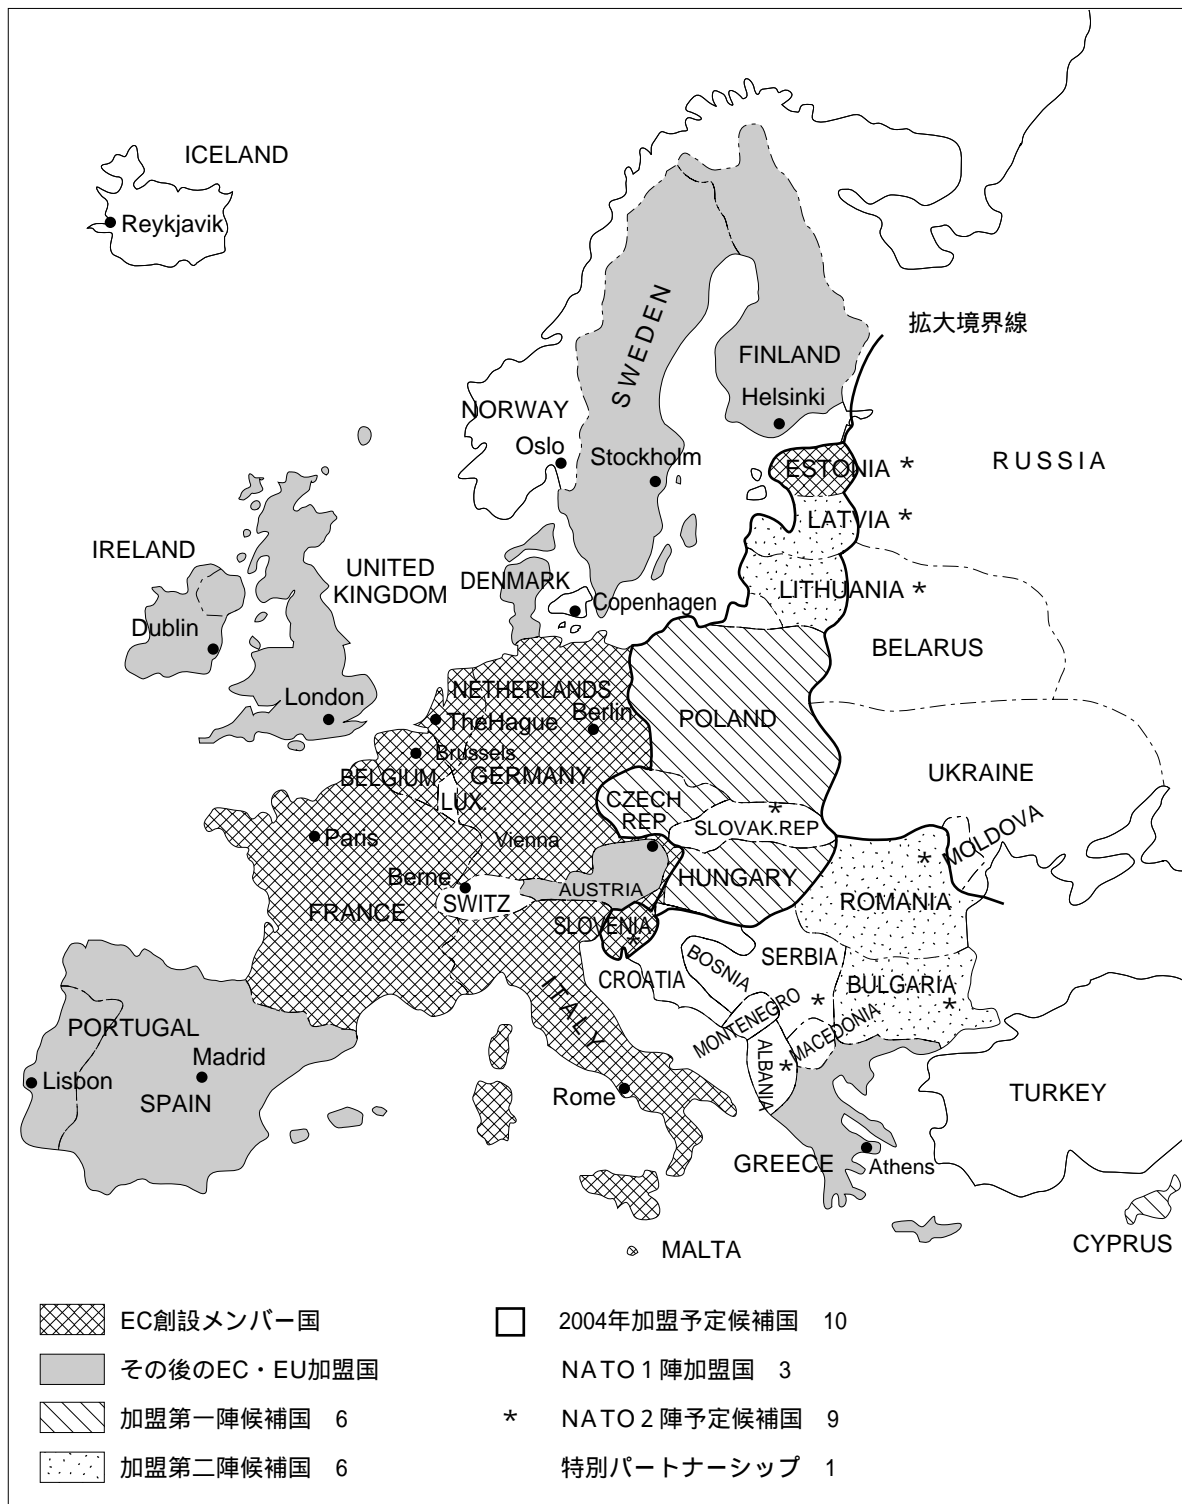 ICELAND
Reykjavik
拡大境界線
SWEDEN
FINLAND
Helsinki
NORWAY
Oslo
Stockholm
RUSSIA
ESTONIA *
LATVIA *
IRELAND
UNITED
KINGDOM
DENMARK
LITHUANIA *
Copenhagen
Dublin
BELARUS
London
NETHERLANDS
Berlin
POLAND
TheHague
Brussels
BELGIUM
GERMANY
UKRAINE
LUX.
CZECH
REP
*
SLOVAK.REP
Paris
Vienna
MOLDOVA
*
Berne
SWITZ
AUSTRIA
HUNGARY
ROMANIA
FRANCE
SLOVENIA
*
CROATIA
BOSNIA
SERBIA
BULGARIA
*
ITALY
MONTENEGRO
*
MACEDONIA
PORTUGAL
Madrid
Lisbon
SPAIN
ALBANIA
*
Rome
TURKEY
GREECE
Athens
MALTA
CYPRUS
EC創設メンバー国
その後のEC・EU加盟国
加盟第一陣候補国 6
加盟第二陣候補国 6
2004年加盟予定候補国 10
NATO1陣加盟国 3
* NATO2陣予定候補国 9
特別パートナーシップ 1